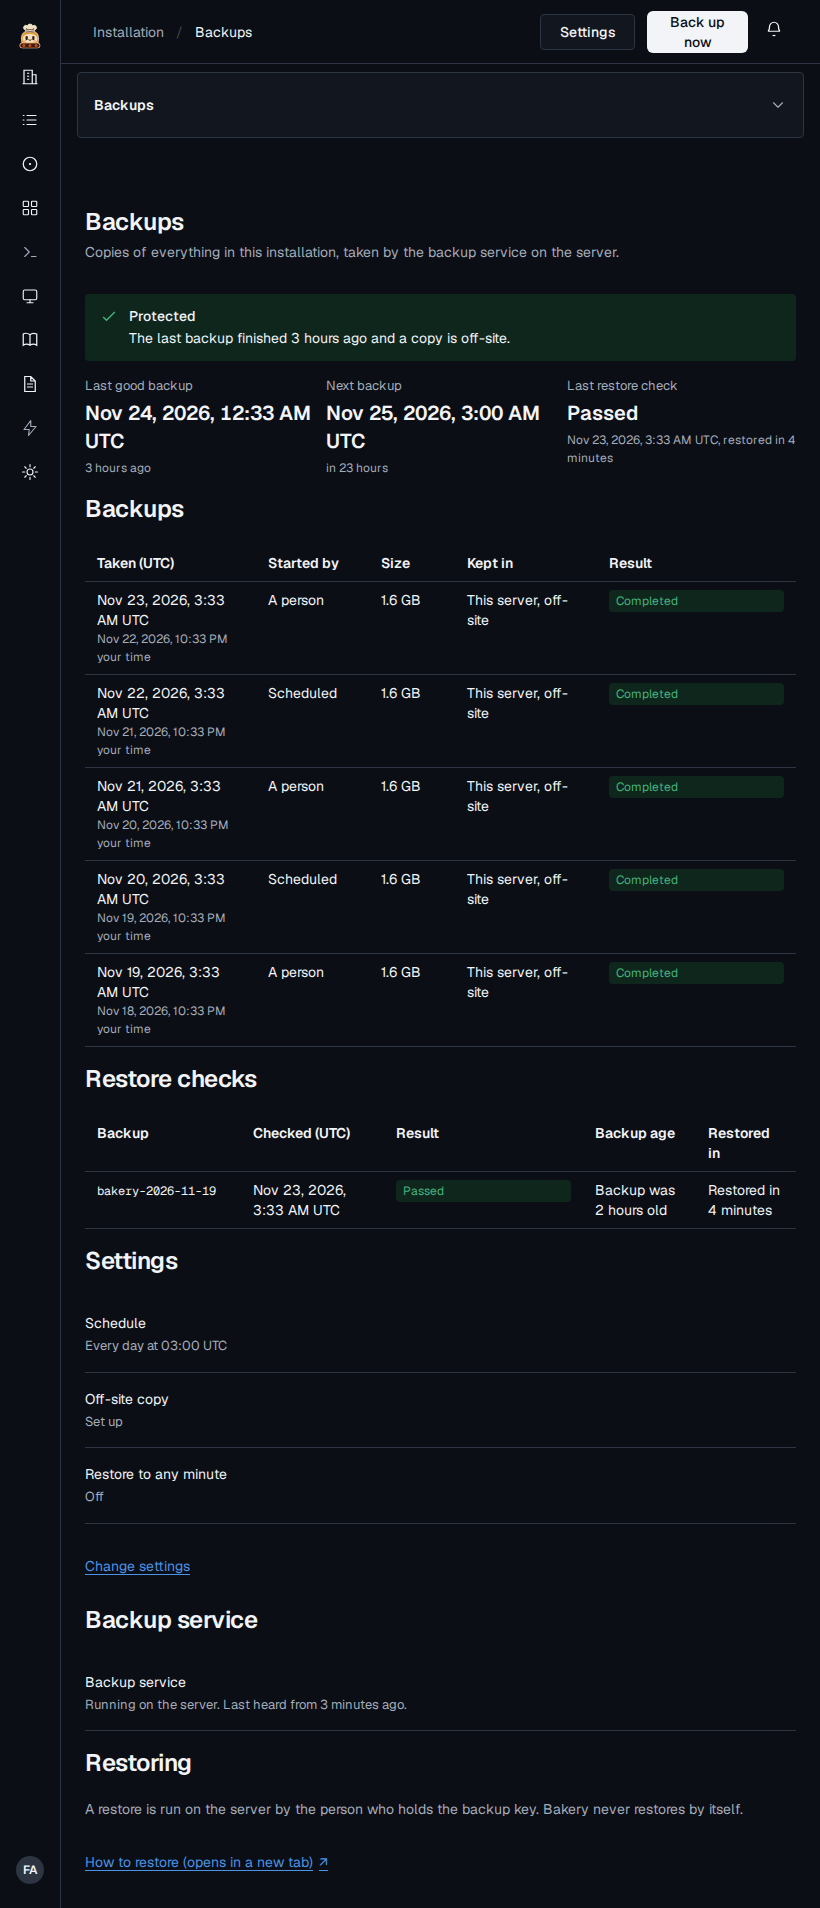 Installation / Backups
Settings
Back up
now
Backups
Backups
Copies of everything in this installation, taken by the backup service on the server.
Protected
The last backup finished 3 hours ago and a copy is off-site.
Last good backup
Nov 24, 2026, 12:33 AM
UTC
3 hours ago
Next backup
Nov 25, 2026, 3:00 AM
UTC
in 23 hours
Last restore check
Passed
Nov 23, 2026, 3:33 AM UTC, restored in 4
minutes
Backups
Taken (UTC) Started by Size Kept in Result
Nov 23, 2026, 3:33 A person 1.6 GB This server, off- Completed
AM UTC site
Nov 22, 2026, 10:33 PM
your time
Nov 22, 2026, 3:33 Scheduled 1.6 GB This server, off- Completed
AM UTC site
Nov 21, 2026, 10:33 PM
your time
Nov 21, 2026, 3:33 A person 1.6 GB This server, off- Completed
AM UTC site
Nov 20, 2026, 10:33 PM
your time
Nov 20, 2026, 3:33 Scheduled 1.6 GB This server, off- Completed
AM UTC site
Nov 19, 2026, 10:33 PM
your time
Nov 19, 2026, 3:33 A person 1.6 GB This server, off- Completed
AM UTC site
Nov 18, 2026, 10:33 PM
your time
Restore checks
Backup Checked (UTC) Result Backup age Restored
in
bakery-2026-11-19 Nov 23, 2026, Passed Backup was Restored in
3:33 AM UTC 2 hours old 4 minutes
Settings
Schedule
Every day at 03:00 UTC
Off-site copy
Set up
Restore to any minute
Off
Change settings
Backup service
Backup service
Running on the server. Last heard from 3 minutes ago.
Restoring
A restore is run on the server by the person who holds the backup key. Bakery never restores by itself.
How to restore (opens in a new tab)
FA